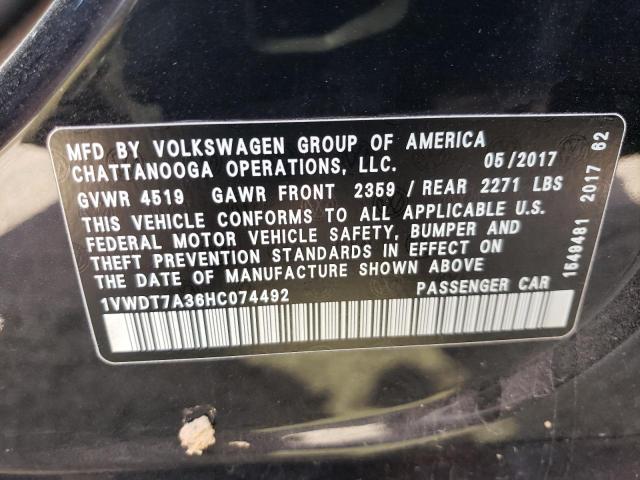 MFD BY VOLKSWAGEN GROUP OF AMERICA
CHATTANOOGA OPERATIONS, LLC. 05/2017
GVWR 4519 GAWR FRONT 2359 / REAR 2271 LBS
THIS VEHICLE CONFORMS TO ALL APPLICABLE U.S.
FEDERAL MOTOR VEHICLE SAFETY, BUMPER AND
THEFT PREVENTION STANDARDS IN EFFECT ON
THE DATE OF MANUFACTURE SHOWN ABOVE
1VWDT7A36HC074492 PASSENGER CAR
1649481 2017 62